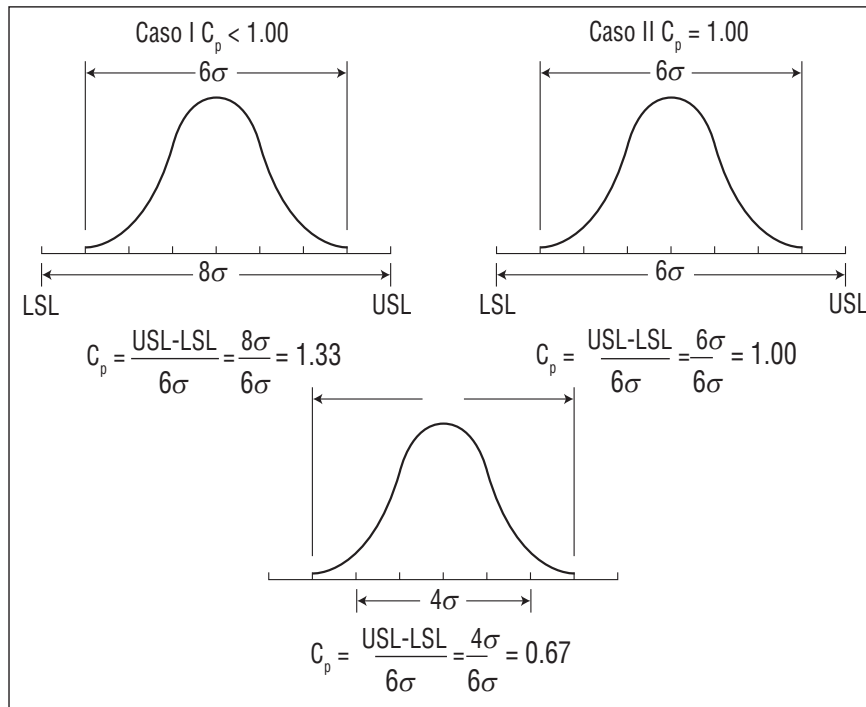 Caso I C_p < 1.00
6σ
8σ
LSL
USL
C_p = USL-LSL/6σ = 8σ/6σ = 1.33
Caso II C_p = 1.00
6σ
6σ
LSL
USL
C_p = USL-LSL/6σ = 6σ/6σ = 1.00
4σ
C_p = USL-LSL/6σ = 4σ/6σ = 0.67